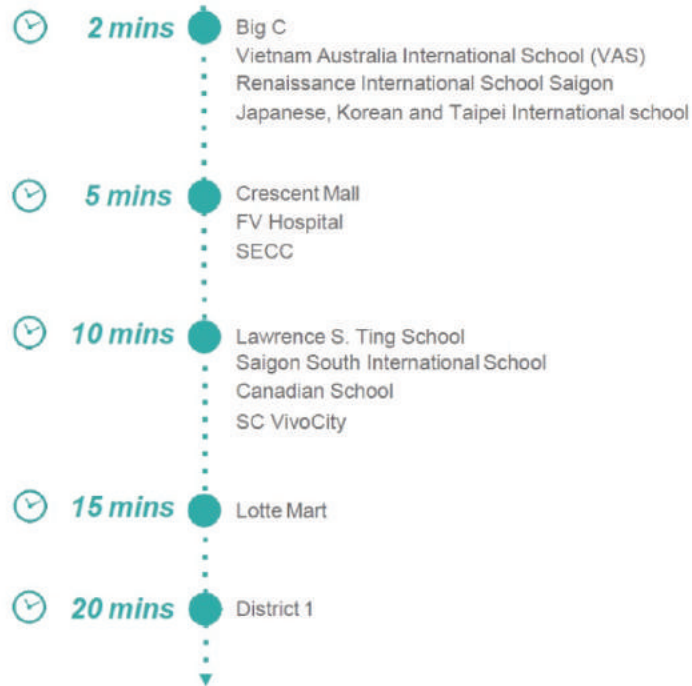 2 mins
Big C
Vietnam Australia International School (VAS)
Renaissance International School Saigon
Japanese, Korean and Taipei International school
5 mins
Crescent Mall
FV Hospital
SECC
10 mins
Lawrence S. Ting School
Saigon South International School
Canadian School
SC VivoCity
15 mins
Lotte Mart
20 mins
District 1